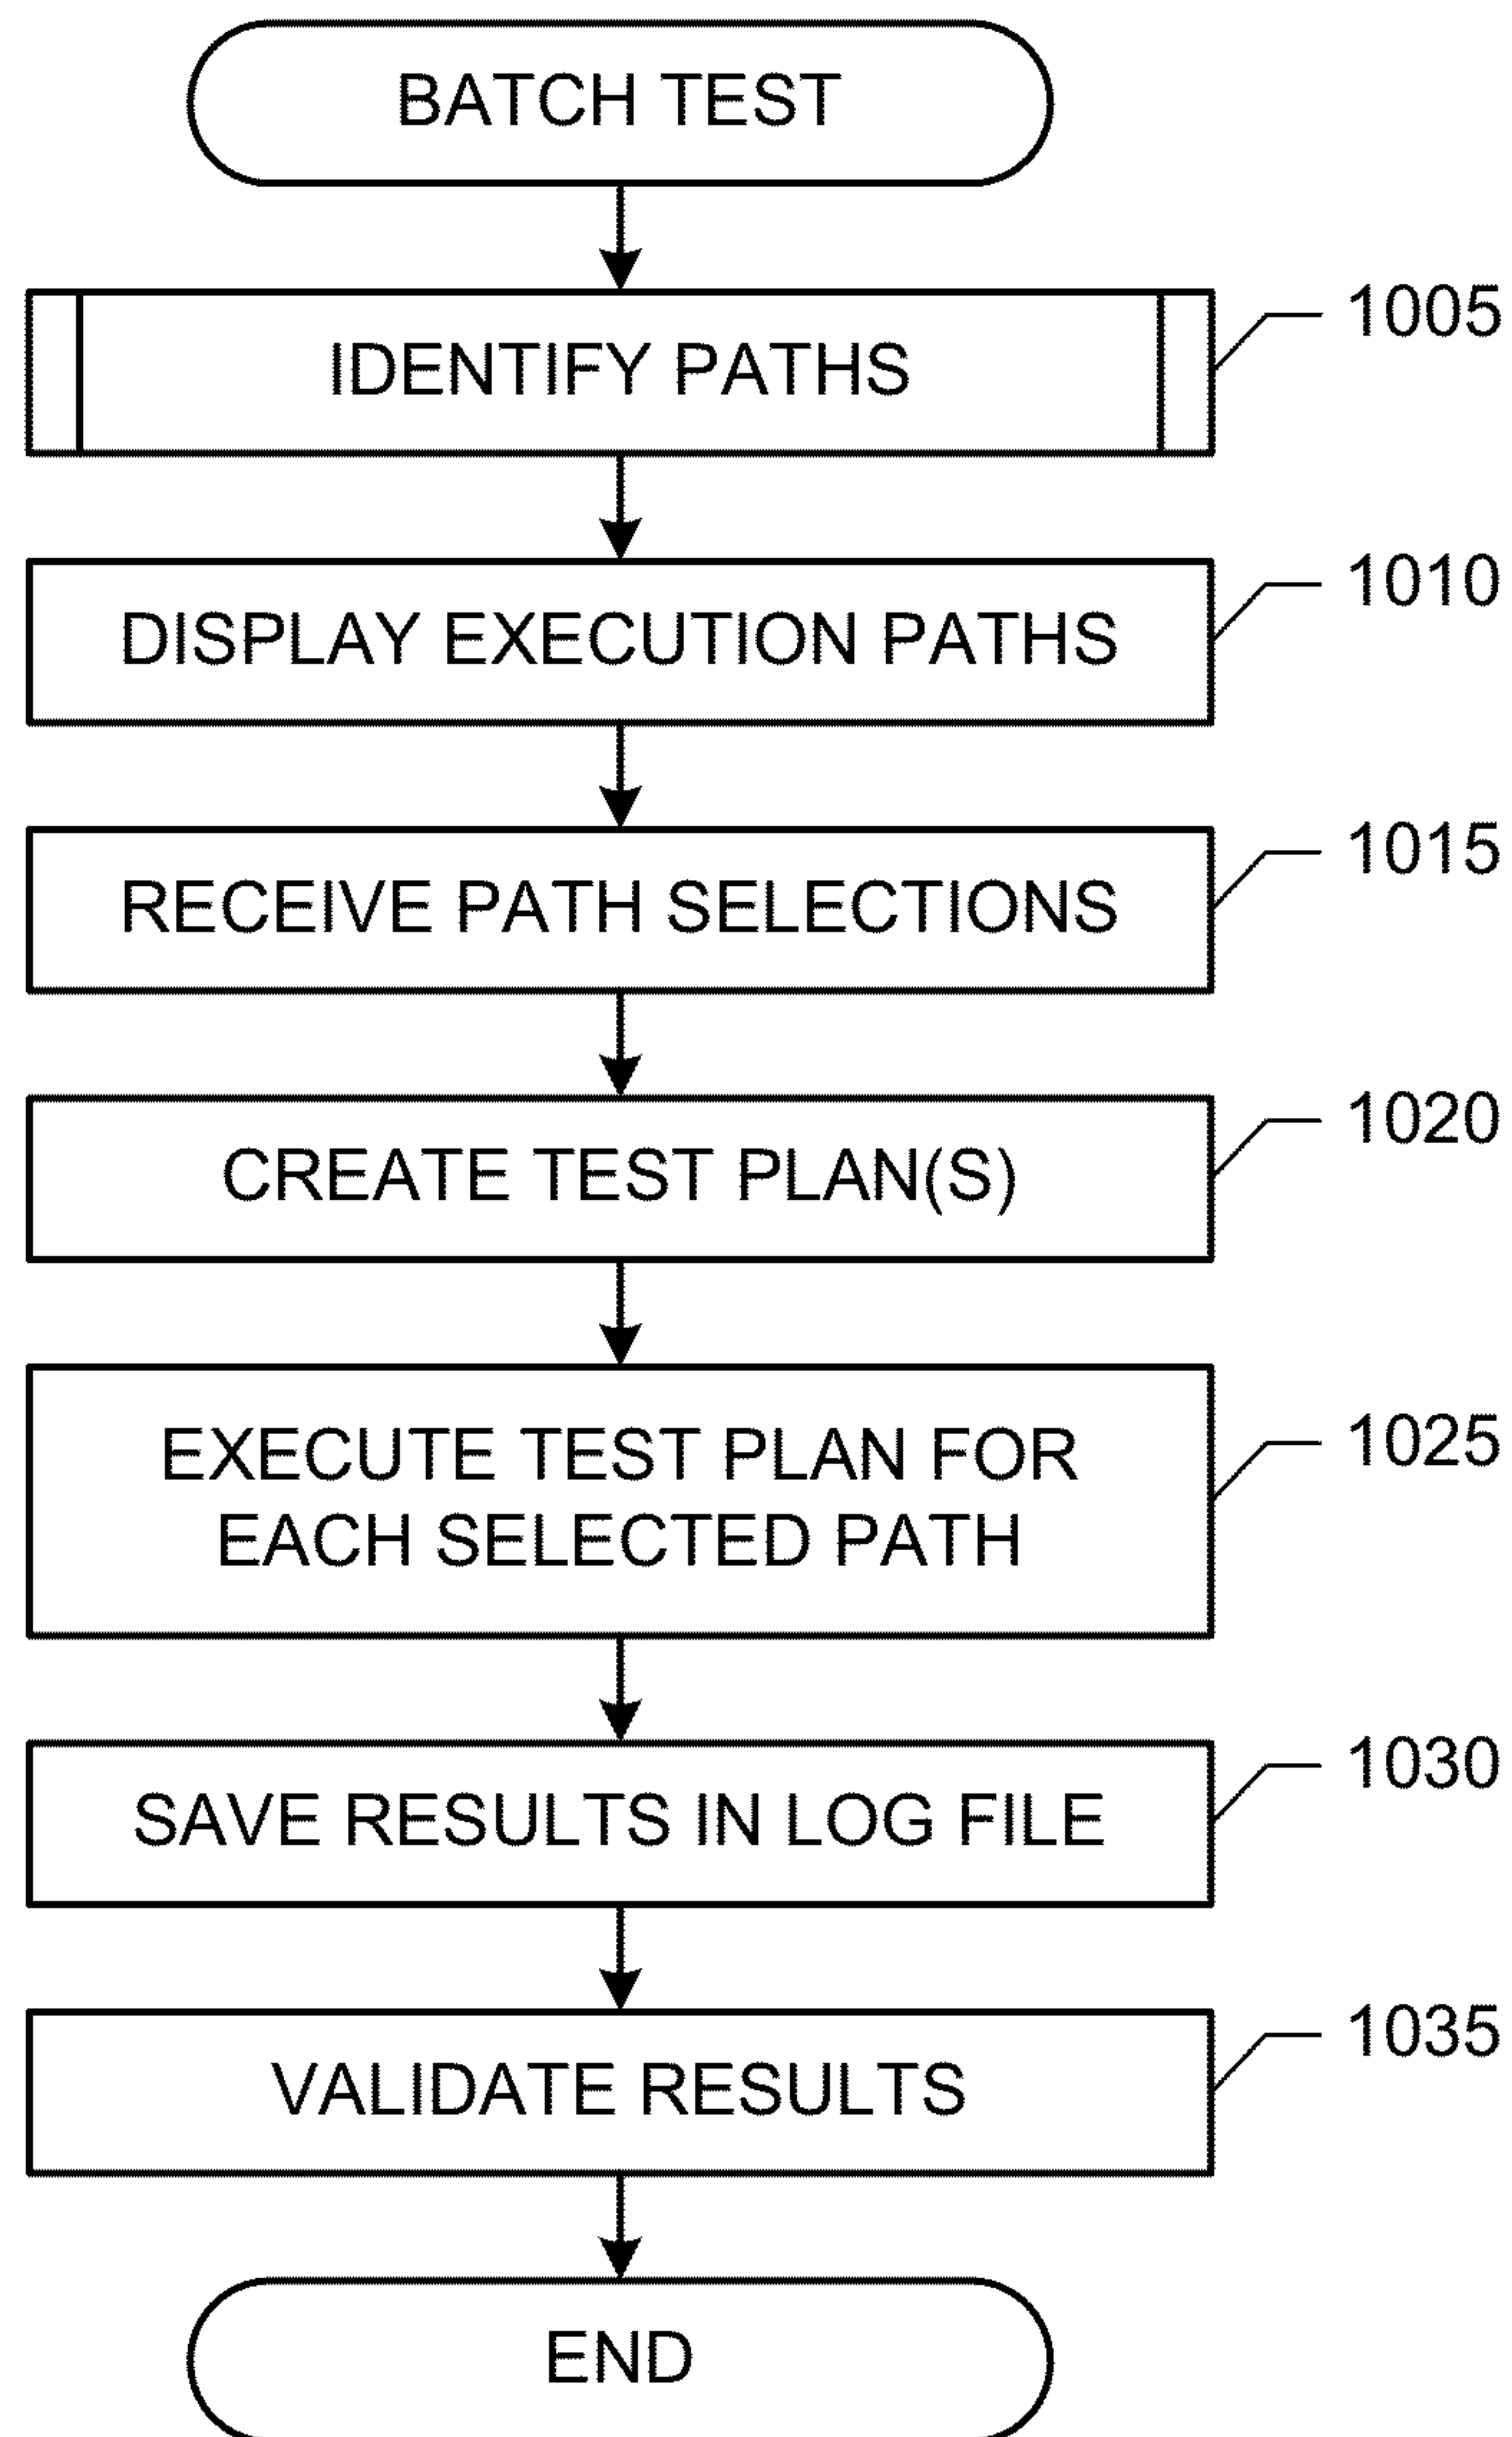 BATCH TEST
IDENTIFY PATHS
1005
DISPLAY EXECUTION PATHS
1010
RECEIVE PATH SELECTIONS
1015
CREATE TEST PLAN(S)
1020
EXECUTE TEST PLAN FOR
EACH SELECTED PATH
1025
SAVE RESULTS IN LOG FILE
1030
VALIDATE RESULTS
1035
END